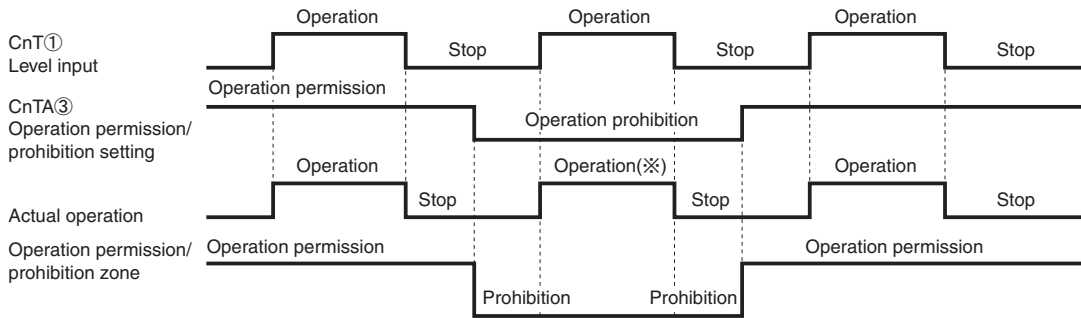 Operation Operation Operation
CnT① Stop Stop Stop
Level input
Operation permission
CnTA③
Operation permission/ Operation prohibition
prohibition setting
Operation Operation(※) Operation
Actual operation Stop Stop Stop
Operation permission/ Operation permission Operation permission
prohibition zone
Prohibition Prohibition